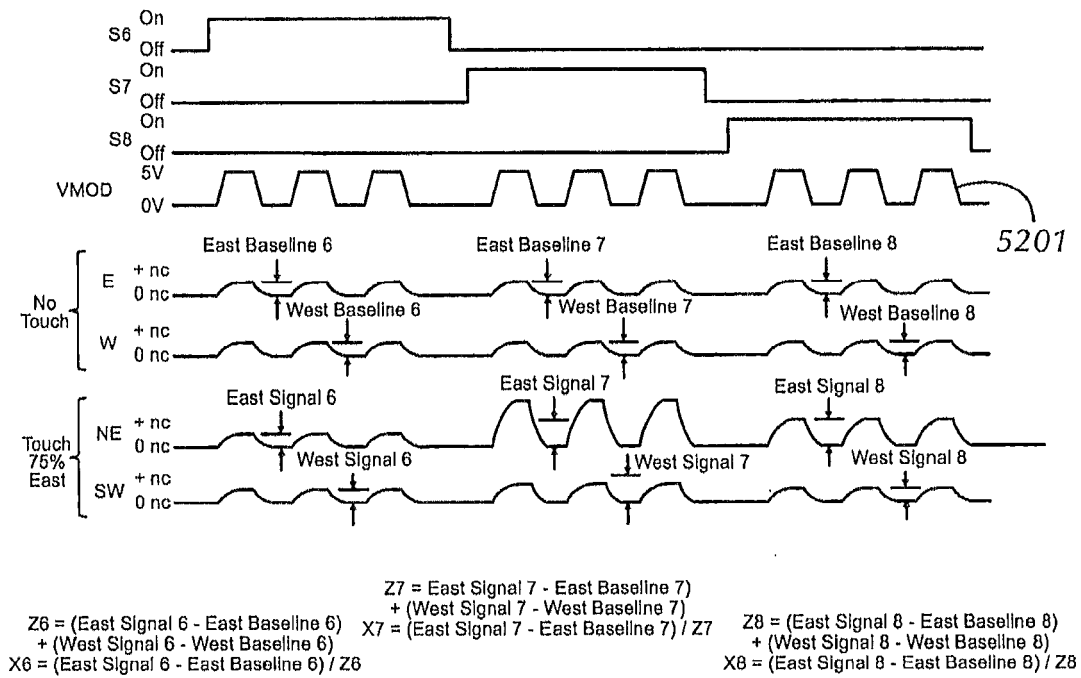 S6 On
Off
S7 On
Off
S8 On
Off
VMOD 5V
0V
5201
East Baseline 6 East Baseline 7 East Baseline 8
No Touch
E + nc
0 nc
West Baseline 6 West Baseline 7 West Baseline 8
W + nc
0 nc
East Signal 6 East Signal 7 East Signal 8
Touch 75% East
NE + nc
0 nc
West Signal 6 West Signal 7 West Signal 8
SW + nc
0 nc
Z6 = (East Signal 6 - East Baseline 6)
+ (West Signal 6 - West Baseline 6)
X6 = (East Signal 6 - East Baseline 6) / Z6
Z7 = East Signal 7 - East Baseline 7)
+ (West Signal 7 - West Baseline 7)
X7 = (East Signal 7 - East Baseline 7) / Z7
Z8 = (East Signal 8 - East Baseline 8)
+ (West Signal 8 - West Baseline 8)
X8 = (East Signal 8 - East Baseline 8) / Z8